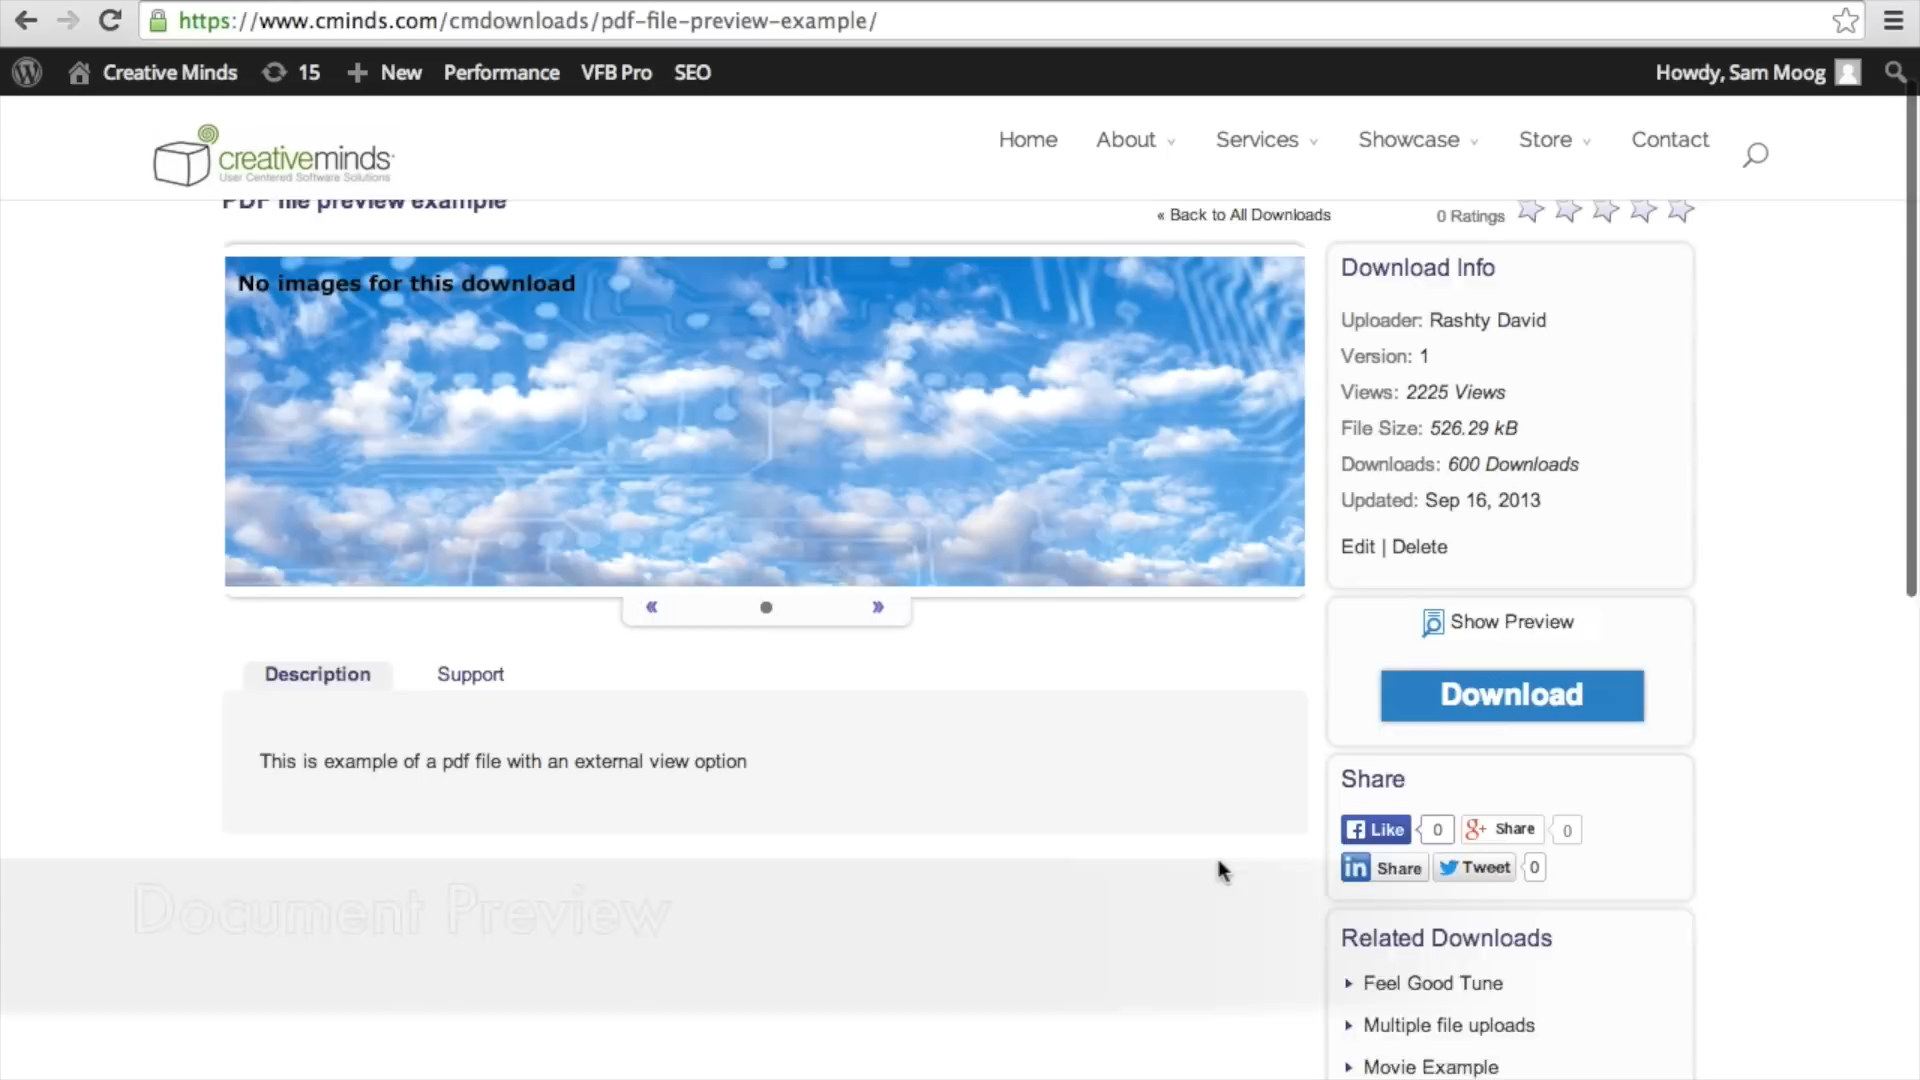 https://www.cminds.com/cmdownloads/pdf-file-preview-example/
Creative Minds 15 New Performance VFB Pro SEO Howdy, Sam Moog
creativeminds
User Centered Software Solutions
Home About Services Showcase Store Contact
PDF file preview example
« Back to All Downloads 0 Ratings
No images for this download
« »
Description Support
This is example of a pdf file with an external view option
Document Preview
Download Info
Uploader: Rashty David
Version: 1
Views: 2225 Views
File Size: 526.29 kB
Downloads: 600 Downloads
Updated: Sep 16, 2013
Edit | Delete
Show Preview
Download
Share
f Like 0 g+ Share 0
in Share Tweet 0
Related Downloads
Feel Good Tune
Multiple file uploads
Movie Example